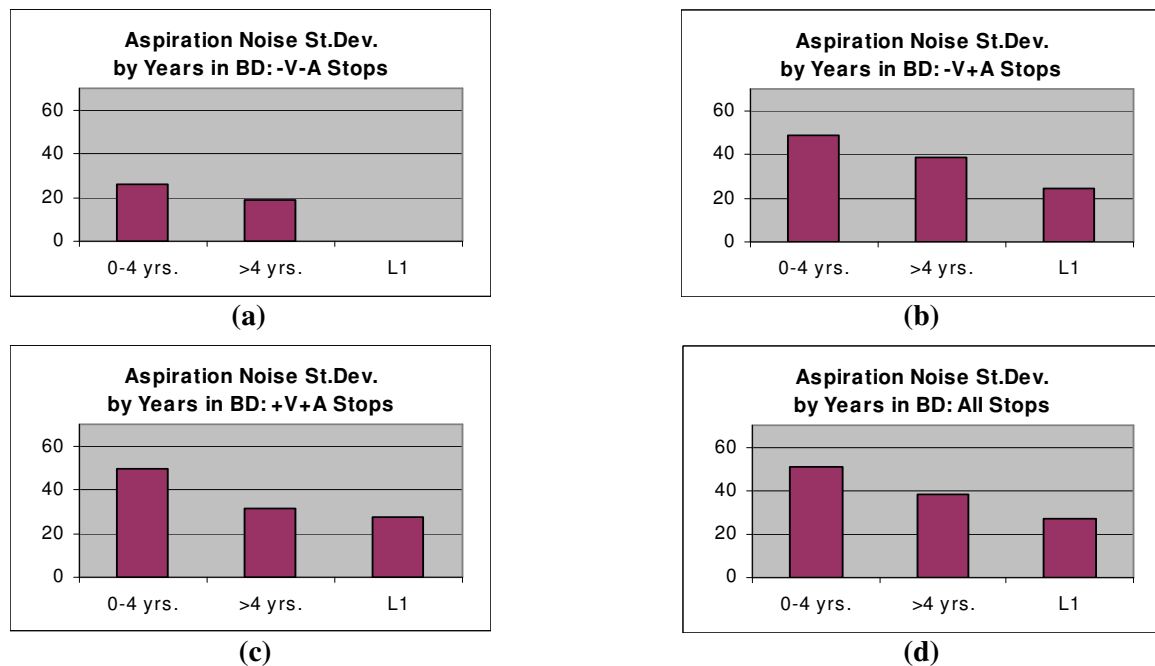 Aspiration Noise St.Dev.
by Years in BD: -V-A Stops
60
40
20
0
0-4 yrs.
>4 yrs.
L1
(a)
Aspiration Noise St.Dev.
by Years in BD: -V+A Stops
60
40
20
0
0-4 yrs.
>4 yrs.
L1
(b)
Aspiration Noise St.Dev.
by Years in BD: +V+A Stops
60
40
20
0
0-4 yrs.
>4 yrs.
L1
(c)
Aspiration Noise St.Dev.
by Years in BD: All Stops
60
40
20
0
0-4 yrs.
>4 yrs.
L1
(d)